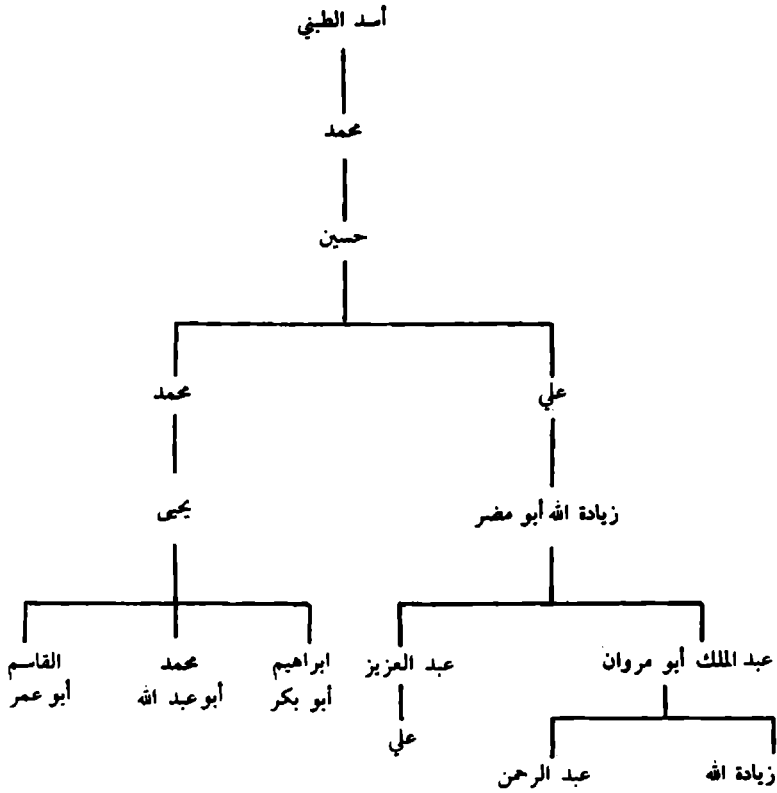 أسد الطبني
محمد
حسين
علي
محمد
زيادة الله أبو مضر
يحيى
عبد الملك أبو مروان
عبد العزيز
ابراهيم
أبو بكر
محمد
أبو عبد الله
القاسم
أبو عمر
علي
زيادة الله
عبد الرحمن